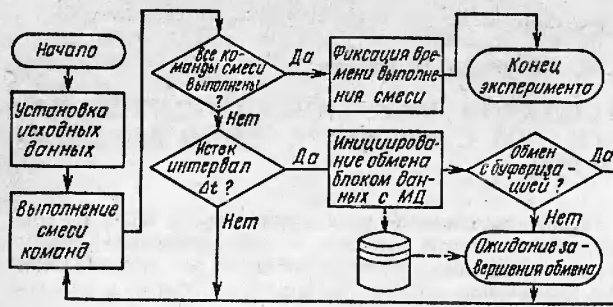 Начало
Установка
исходных
данных
Выполнение
смеси
команд
Все ко-
манды смеси
выполнены
?
Да
Нет
Фиксация вре-
мени выполне-
ния смеси
Конец
эксперимента
Истек
интервал
Δt ?
Да
Нет
Инициирова-
ние обмена
блоком дан-
ных с МД
Обмен
с буфериза-
цией ?
Да
Нет
Ожидание за-
вершения обмена